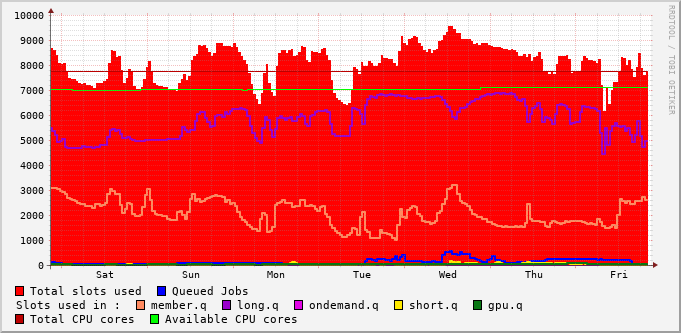 10000
9000
8000
7000
6000
5000
4000
3000
2000
1000
0
Sat Sun Mon Tue Wed Thu Fri
Total slots used Queued Jobs
Slots used in : member.q long.q ondemand.q short.q gpu.q
Total CPU cores Available CPU cores
RRDTOOL / TOBI OETIKER